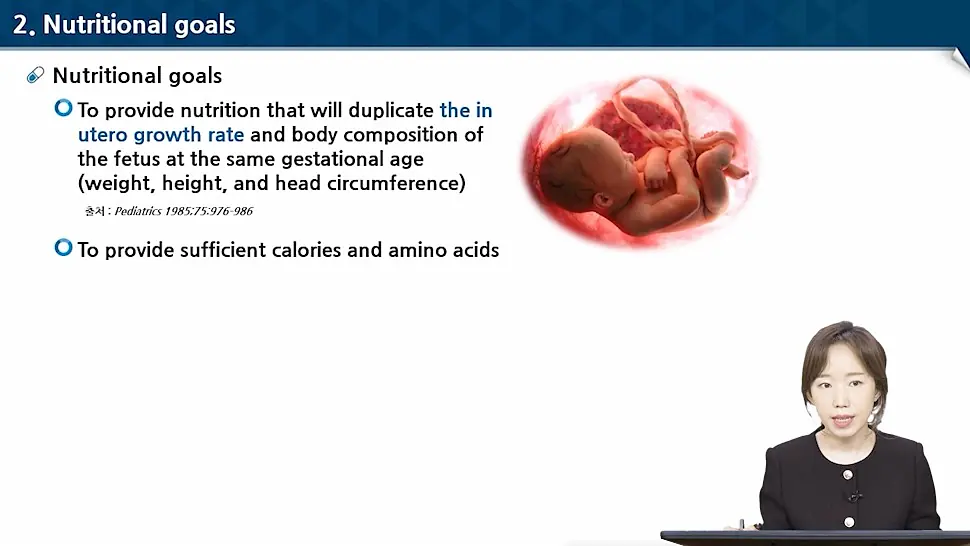 2. Nutritional goals
Nutritional goals
To provide nutrition that will duplicate the in
utero growth rate and body composition of
the fetus at the same gestational age
(weight, height, and head circumference)
출처 : Pediatrics 1985;75:976-986
To provide sufficient calories and amino acids